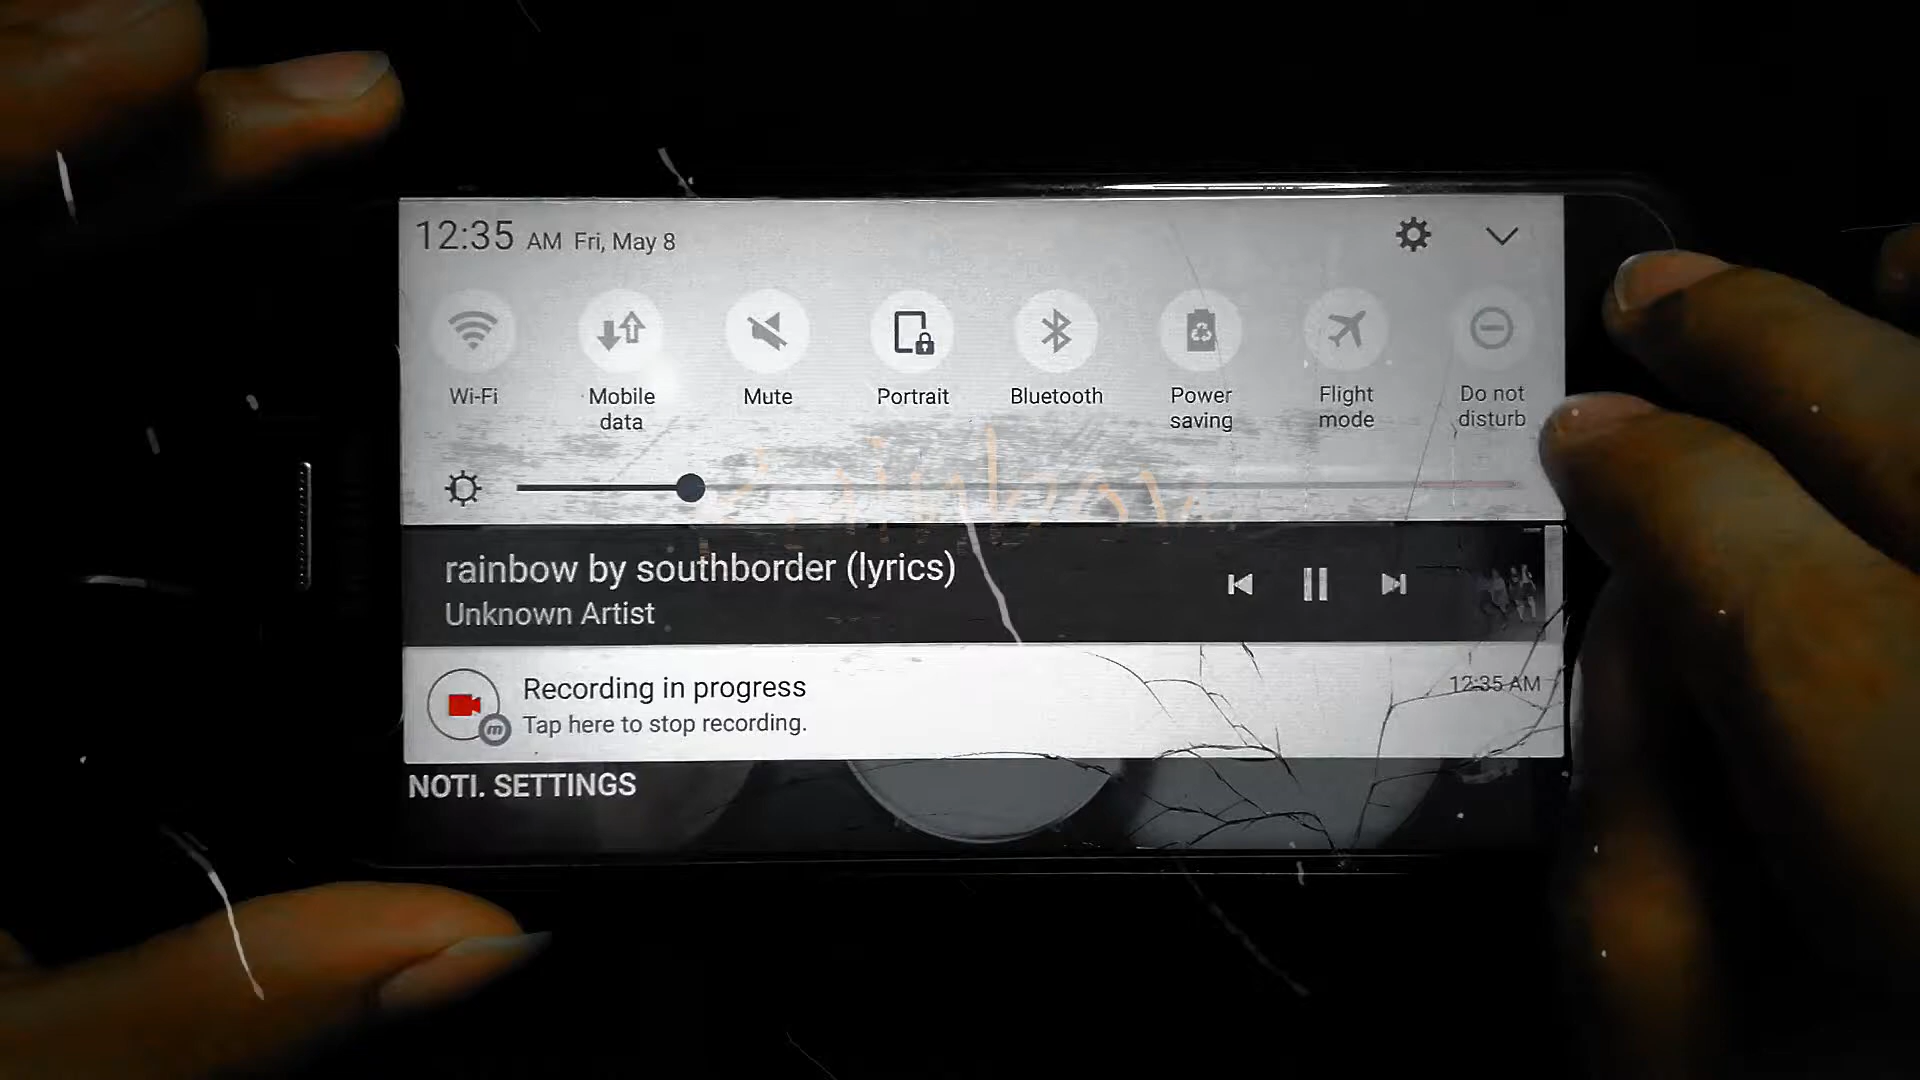 12:35 AM Fri, May 8
Wi-Fi
Mobile data
Mute
Portrait
Bluetooth
Power saving
Flight mode
Do not disturb
rainbow
rainbow by southborder (lyrics)
Unknown Artist
Recording in progress
12:35 AM
Tap here to stop recording.
NOTI. SETTINGS